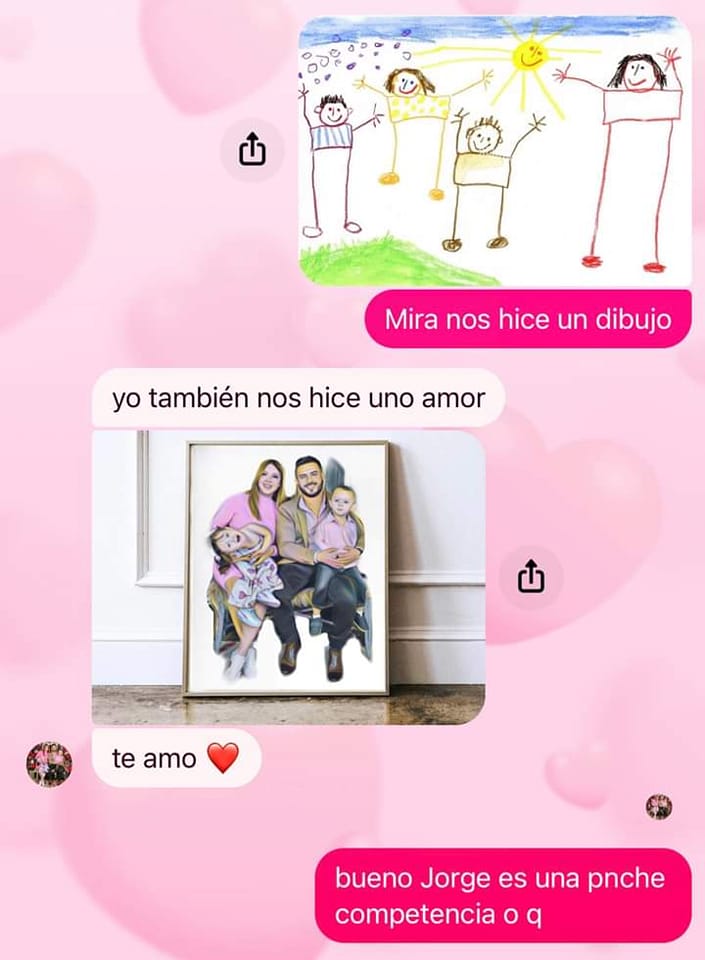 Mira nos hice un dibujo
yo también nos hice uno amor
te amo ❤️
bueno Jorge es una pnche
competencia o q